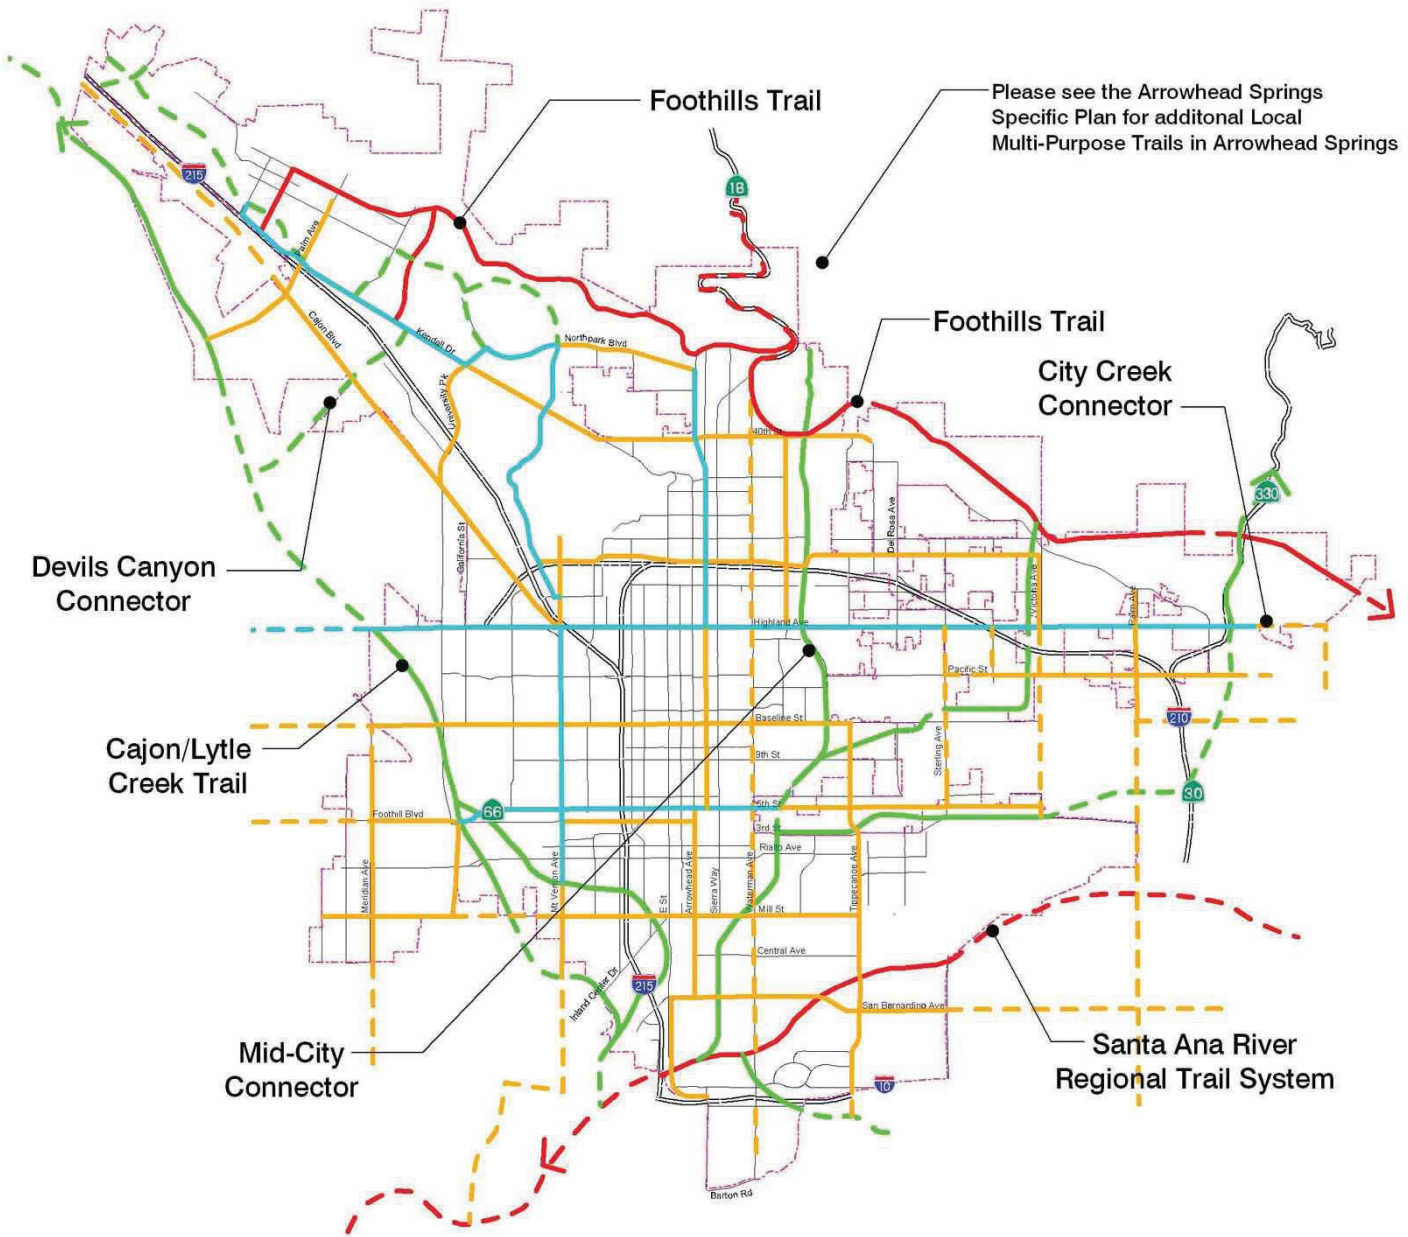 Foothills Trail
Please see the Arrowhead Springs
Specific Plan for additonal Local
Multi-Purpose Trails in Arrowhead Springs
215
18
Palm Ave
Foothills Trail
City Creek
Connector
Cajon Blvd
Kendall Dr
Northpark Blvd
University Pk
40th St
330
Del Rosa Ave
California St
Devils Canyon
Connector
Victoria Ave
Palm Ave
Highland Ave
Pacific St
Cajon/Lytle
Creek Trail
Baseline St
210
9th St
Sterling Ave
30
66
5th St
Foothill Blvd
3rd St
Rialto Ave
Meridian Ave
Mt Vernon Ave
E St
Arrowhead Ave
Sierra Way
Waterman Ave
Tippecanoe Ave
Mill St
Central Ave
Inland Center Dr
215
San Bernardino Ave
Mid-City
Connector
Santa Ana River
Regional Trail System
10
Barton Rd